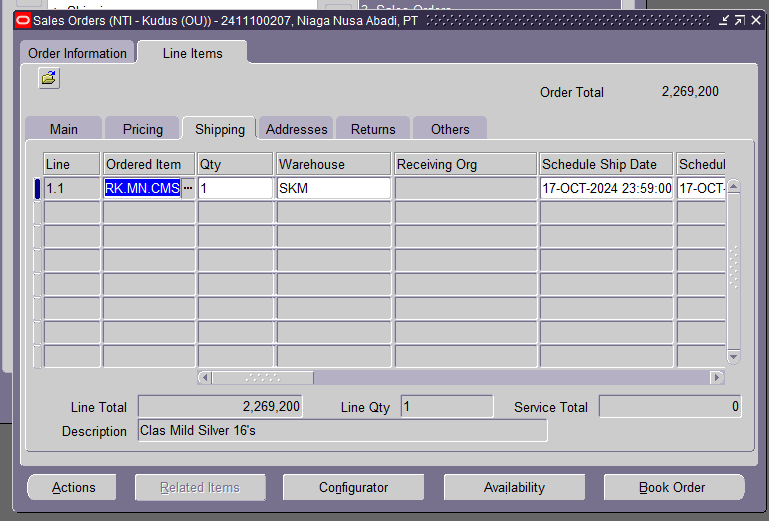 3 Sales Orders
Sales Orders (NTI - Kudus (OU)) - 2411100207, Niaga Nusa Abadi, PT
Order Information Line Items
Order Total 2,269,200
Main Pricing Shipping Addresses Returns Others
Line Ordered Item Qty Warehouse Receiving Org Schedule Ship Date Schedul
1.1 RK.MN.CMS ... 1 SKM 17-OCT-2024 23:59:00 17-OCT-
Line Total 2,269,200 Line Qty 1 Service Total 0
Description Clas Mild Silver 16's
Actions Related Items Configurator Availability Book Order